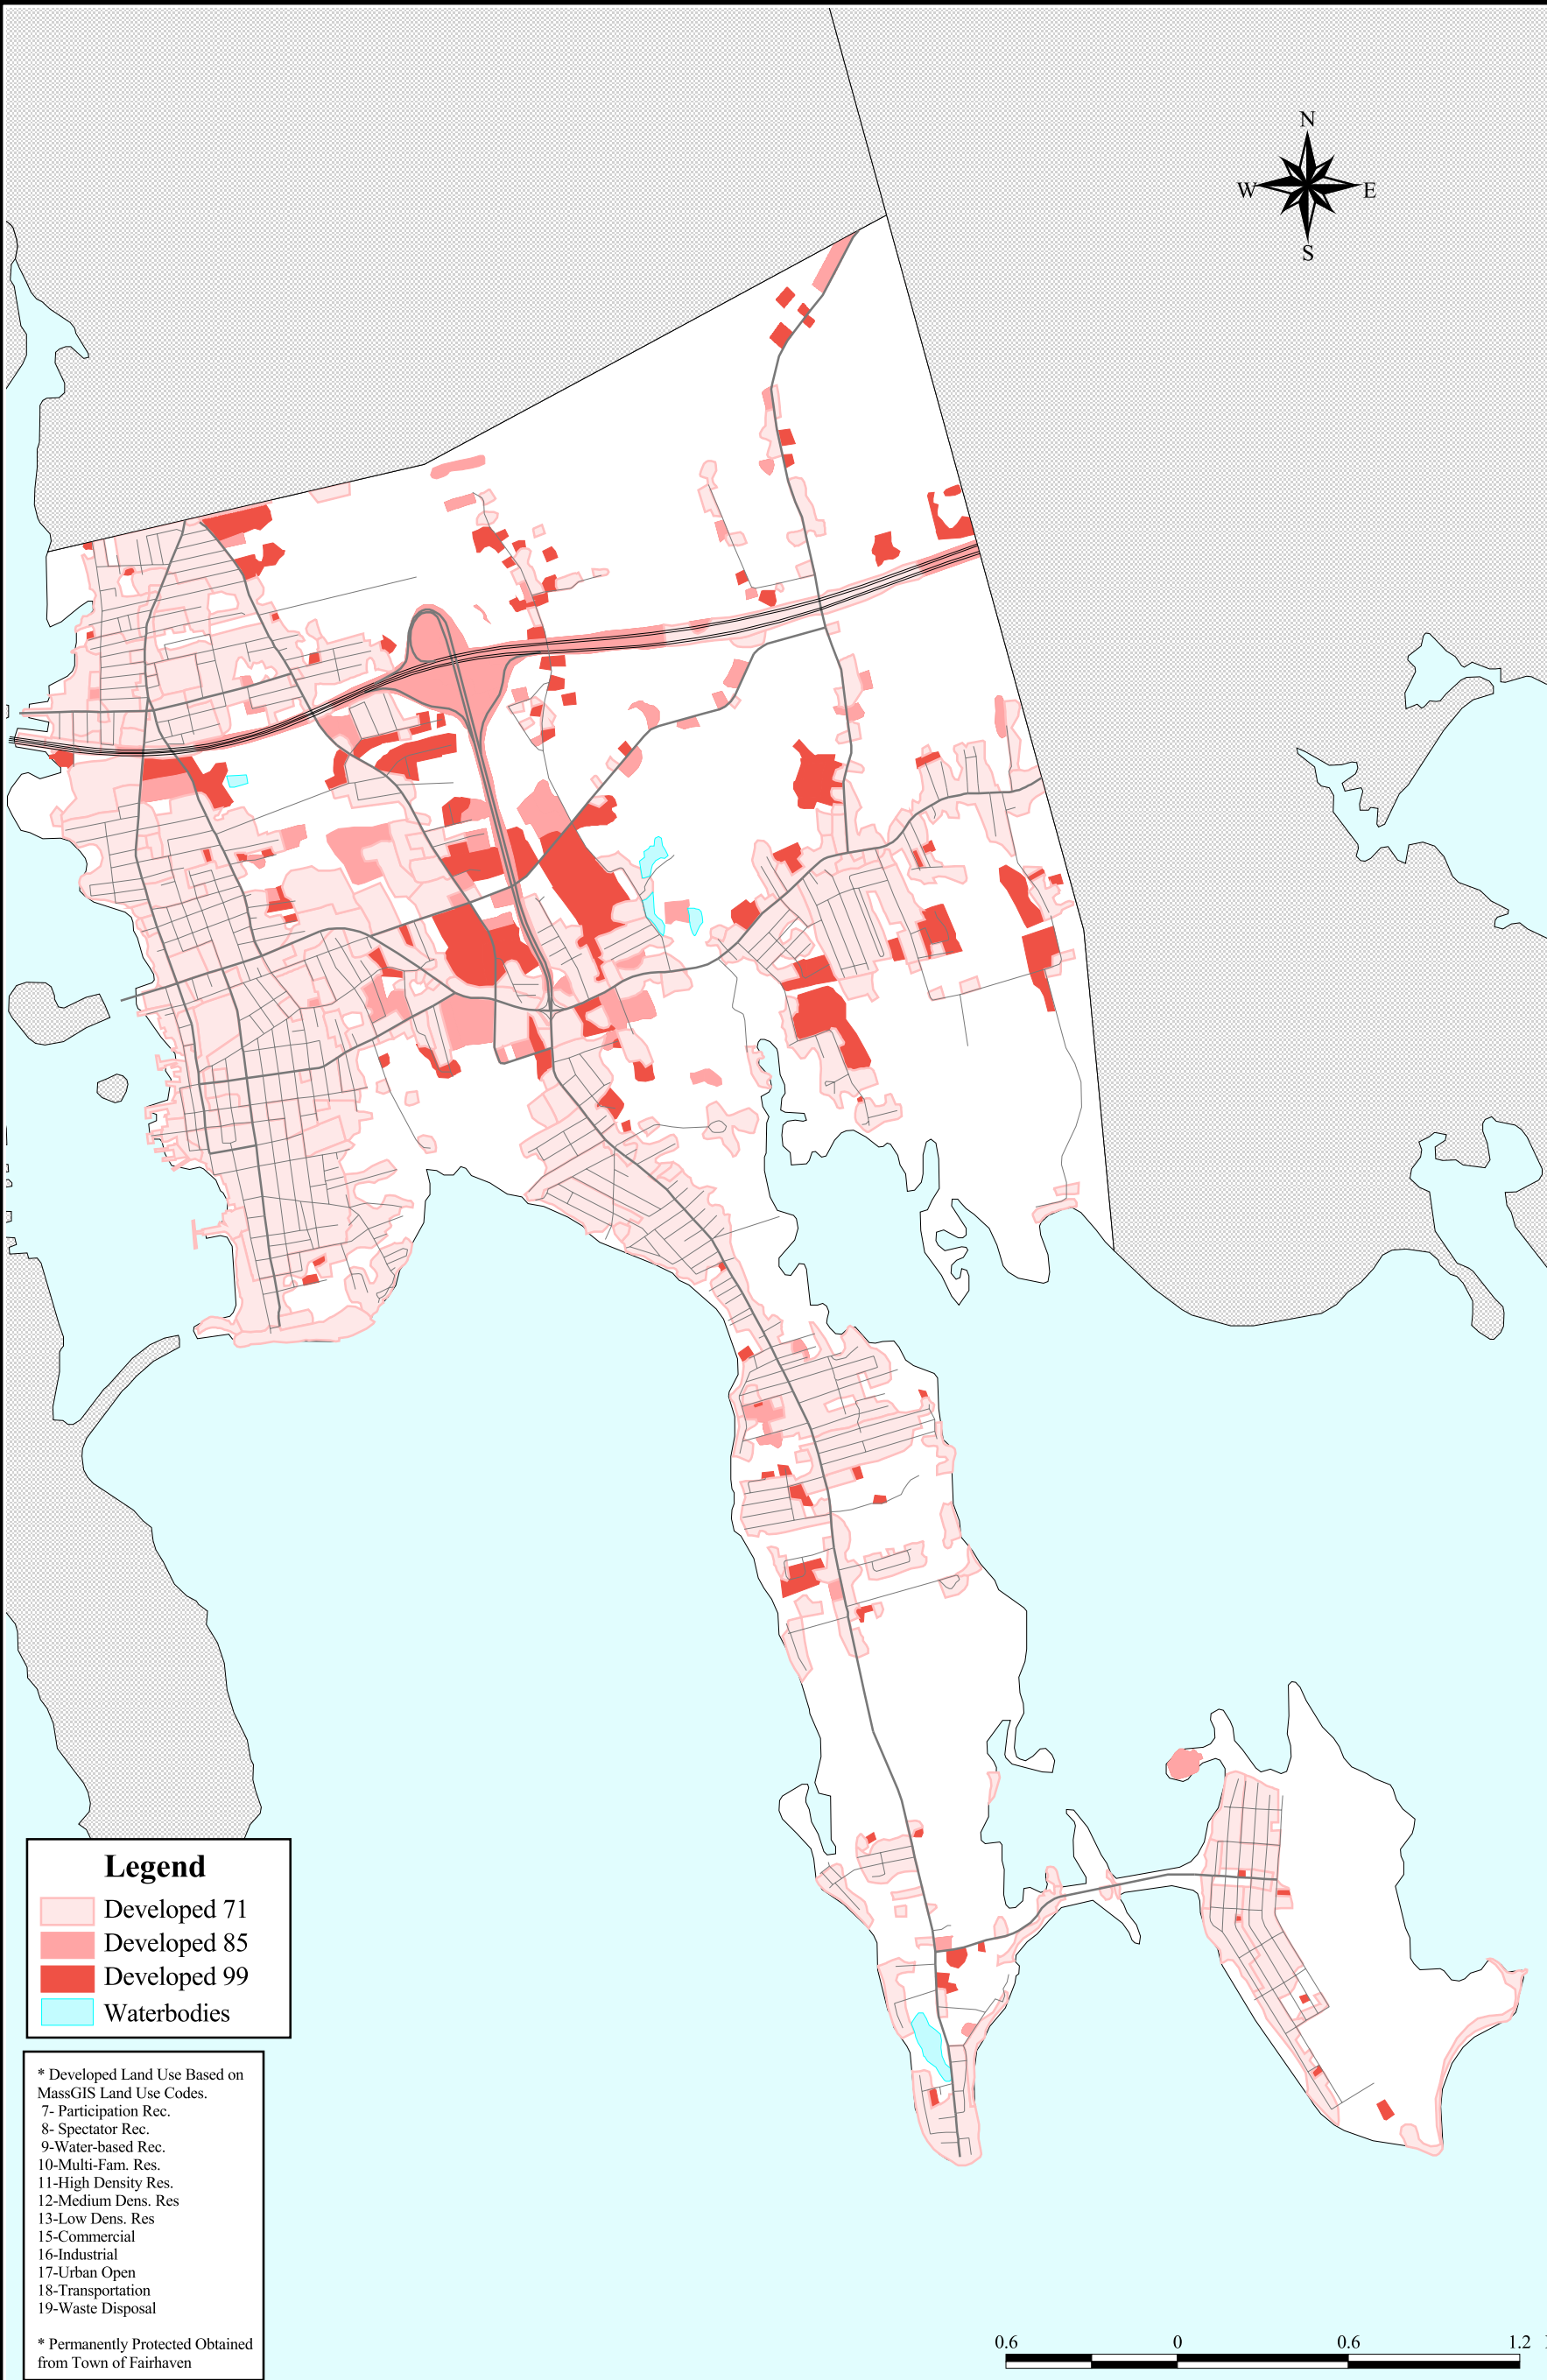 N
W E
S
Legend
Developed 71
Developed 85
Developed 99
Waterbodies
* Developed Land Use Based on
MassGIS Land Use Codes.
7- Participation Rec.
8- Spectator Rec.
9-Water-based Rec.
10-Multi-Fam. Res.
11-High Density Res.
12-Medium Dens. Res
13-Low Dens. Res
15-Commercial
16-Industrial
17-Urban Open
18-Transportation
19-Waste Disposal
* Permanently Protected Obtained
from Town of Fairhaven
0.6 0 0.6 1.2